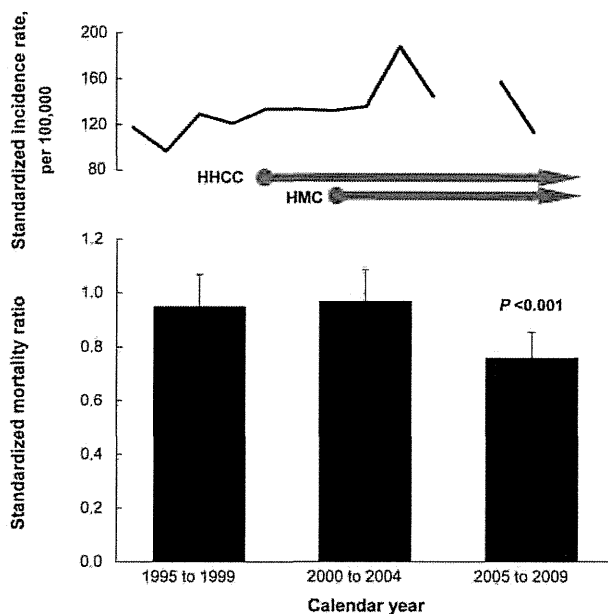 Standardized incidence rate,
per 100,000
200
160
120
80
HHCC
HMC
Standardized mortality ratio
1.2
1.0
0.8
0.6
0.4
0.2
0.0
P <0.001
1995 to 1999
2000 to 2004
2005 to 2009
Calendar year